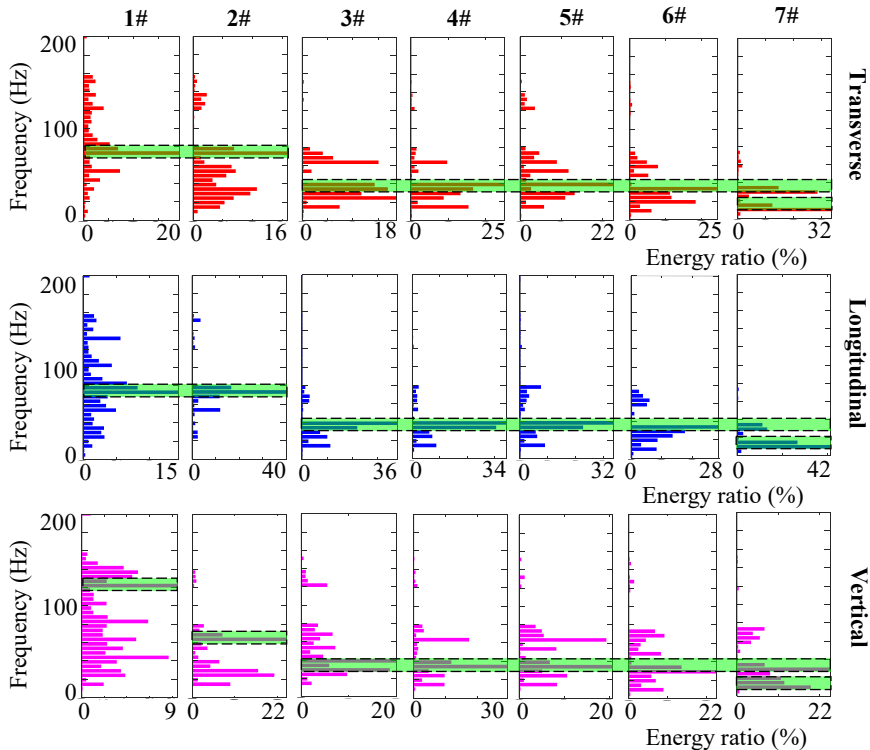 1# 2# 3# 4# 5# 6# 7#
200
100
0
Frequency (Hz)
0 20 0 16 0 18 0 25 0 22 0 25 0 32
Energy ratio (%)
Transverse
200
100
0
Frequency (Hz)
0 15 0 40 0 36 0 34 0 32 0 28 0 42
Energy ratio (%)
Longitudinal
200
100
0
Frequency (Hz)
0 9 0 22 0 20 0 30 0 20 0 22 0 22
Energy ratio (%)
Vertical